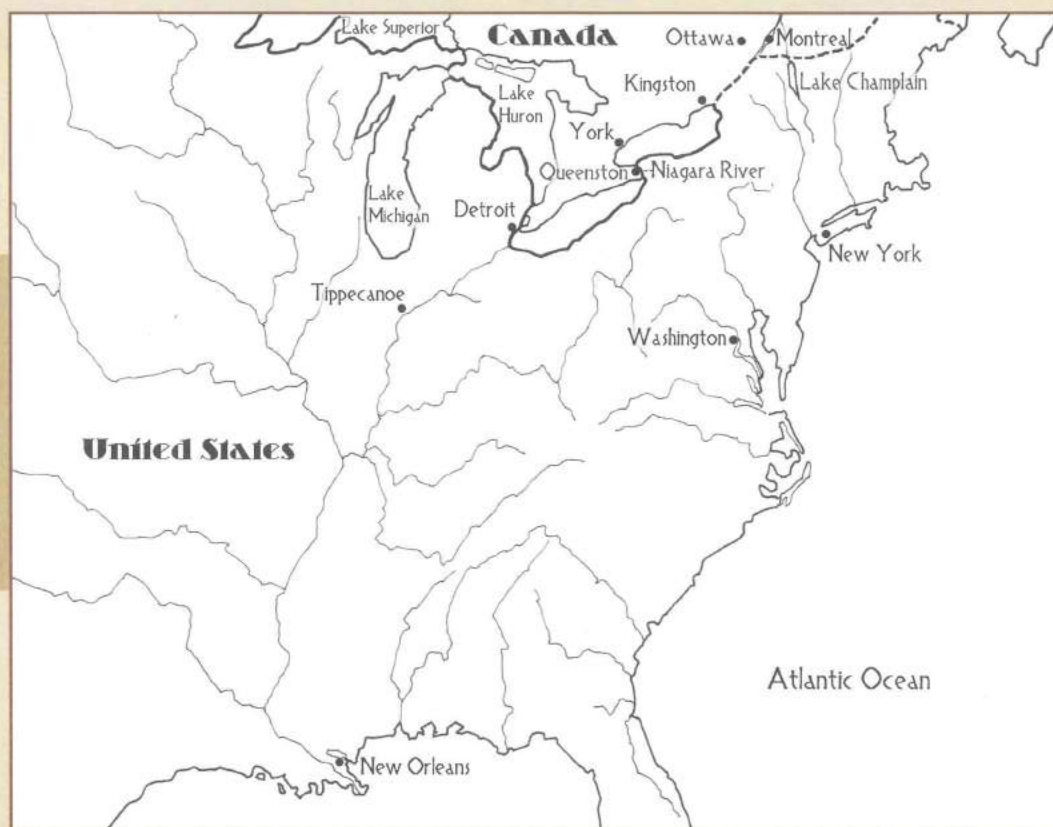 Lake Superior
Canada
Ottawa
Montreal
Kingston
Lake Champlain
Lake
Huron
York
Queenston
Niagara River
Lake
Michigan
Detroit
New York
Tippecanoe
Washington
United States
Atlantic Ocean
New Orleans